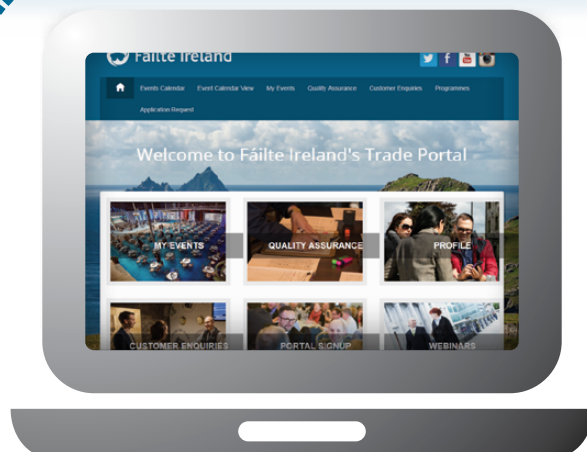 Fáilte Ireland
Events Calendar Event Calendar View My Events Quality Assurance Customer Enquiries Programmes
Application Request
Welcome to Fáilte Ireland's Trade Portal
MY EVENTS QUALITY ASSURANCE PROFILE
CUSTOMER ENQUIRIES PORTAL SIGNUP WEBINARS